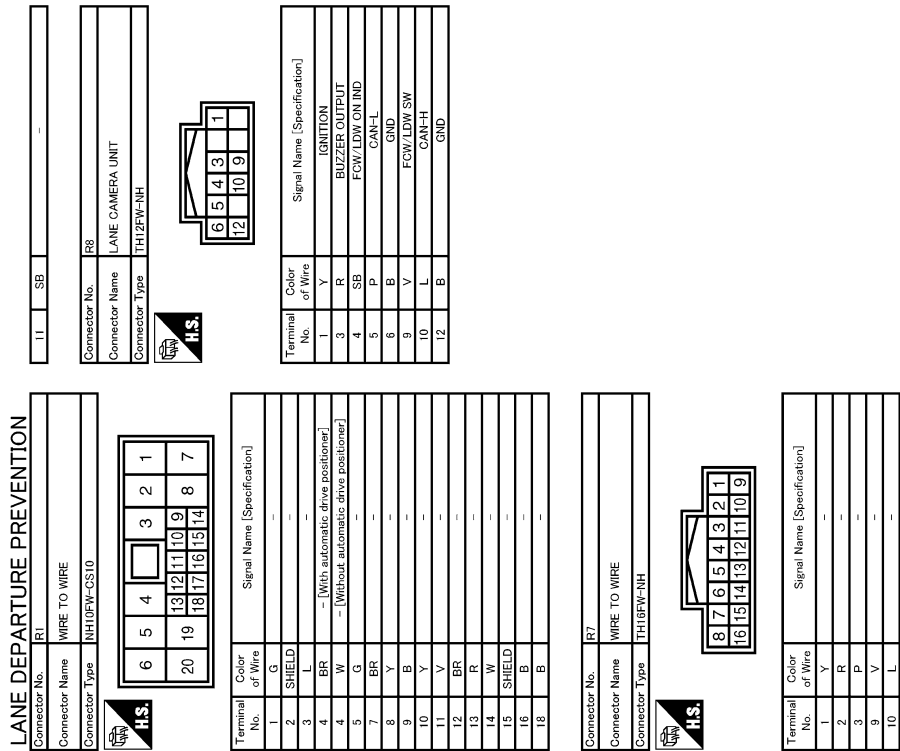 LANE DEPARTURE PREVENTION
Connector No. R1
Connector Name WIRE TO WIRE
Connector Type NH10FW-CS10
H.S.
6 5 4 3 2 1
13 12 11 10 9
20 19 18 17 16 15 14 8 7
Terminal No. Color of Wire Signal Name [Specification]
1 G -
2 SHIELD -
3 L -
4 BR - [With automatic drive positioner]
4 W - [Without automatic drive positioner]
5 G -
7 BR -
8 Y -
9 B -
10 Y -
11 V -
12 BR -
13 R -
14 W -
15 SHIELD -
16 B -
18 B -
Connector No. R7
Connector Name WIRE TO WIRE
Connector Type TH16FW-NH
H.S.
8 7 6 5 4 3 2 1
16 15 14 13 12 11 10 9
Terminal No. Color of Wire Signal Name [Specification]
1 Y -
2 R -
3 P -
9 V -
10 L -
11 SB -
Connector No. R8
Connector Name LANE CAMERA UNIT
Connector Type TH12FW-NH
H.S.
6 5 4 3 1
12 10 9
Terminal No. Color of Wire Signal Name [Specification]
1 Y IGNITION
3 R BUZZER OUTPUT
4 SB FCW/LDW ON IND
5 P CAN-L
6 B GND
9 V FCW/LDW SW
10 L CAN-H
12 B GND